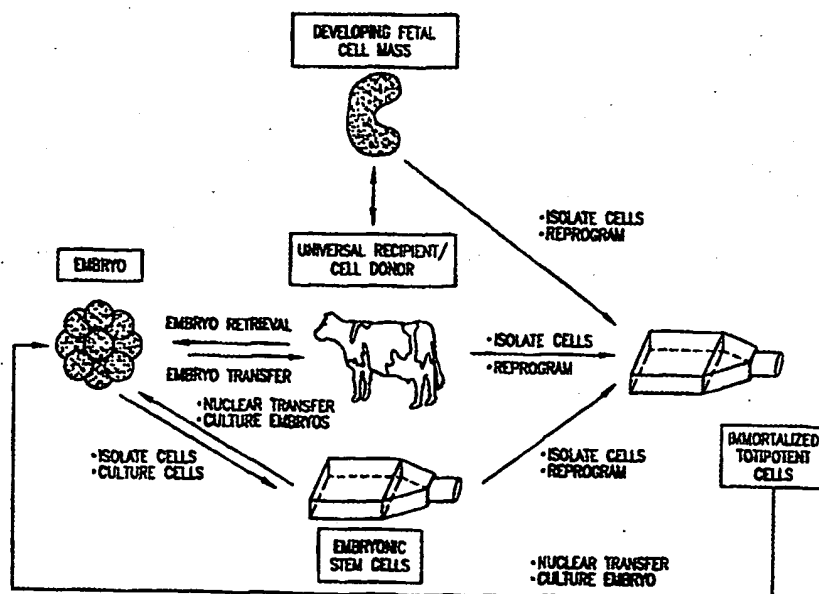 DEVELOPING FETAL
CELL MASS
•ISOLATE CELLS
•REPROGRAM
UNIVERSAL RECIPIENT/
CELL DONOR
EMBRYO
EMBRYO RETRIEVAL
EMBRYO TRANSFER
•ISOLATE CELLS
•REPROGRAM
•NUCLEAR TRANSFER
•CULTURE EMBRYOS
•ISOLATE CELLS
•CULTURE CELLS
•ISOLATE CELLS
•REPROGRAM
IMMORTALIZED
TOTIPOTENT
CELLS
EMBRYONIC
STEM CELLS
•NUCLEAR TRANSFER
•CULTURE EMBRYO